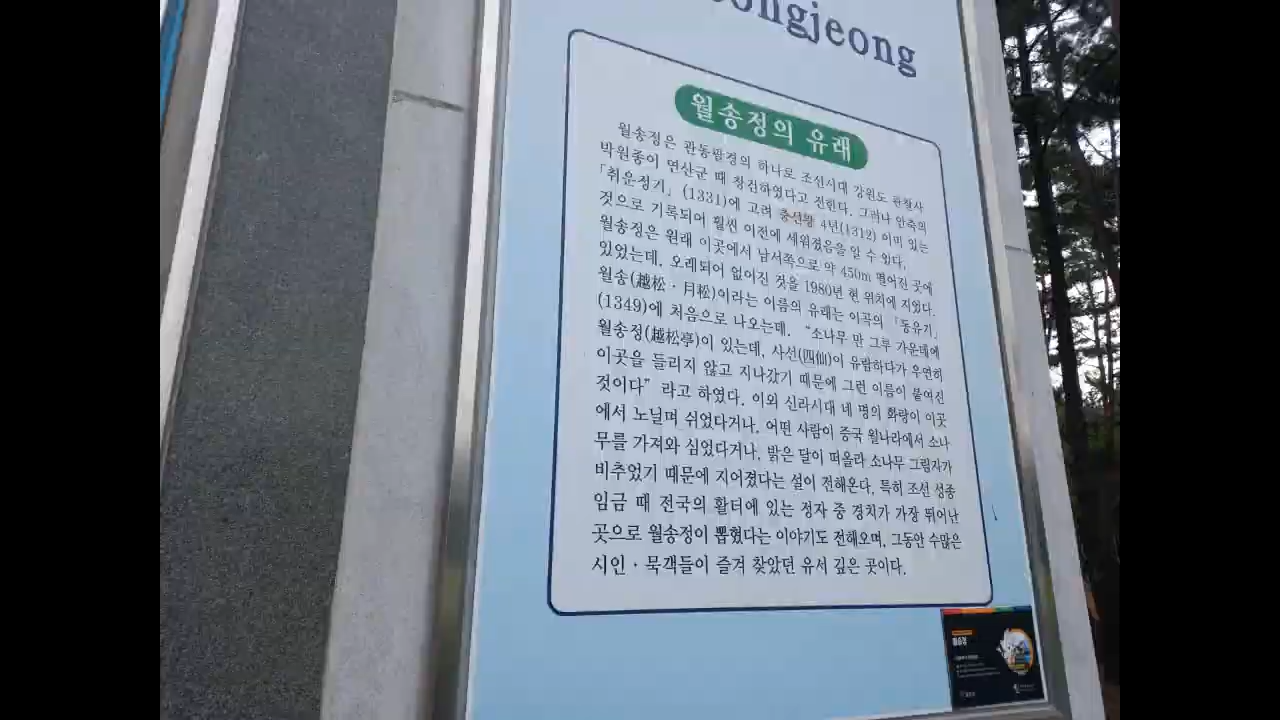 ongjeong
월송정의 유래
월송정은 관동팔경의 하나로 조선시대 강원도 관찰사
박원종이 연산군 때 창건하였다고 전한다. 그러나 안축의
「취운정기」(1331)에 고려 충선왕 4년(1312) 이미 있는
것으로 기록되어 훨씬 이전에 세워졌음을 알 수 있다.
월송정은 원래 이곳에서 남서쪽으로 약 450m 떨어진 곳에
있었는데, 오래되어 없어진 것을 1980년 현 위치에 지었다.
월송(越松 · 月松)이라는 이름의 유래는 이곡의 「동유기」
(1349)에 처음으로 나오는데, “소나무 만 그루 가운데에
월송정(越松亭)이 있는데, 사선(四仙)이 유람하다가 우연히
이곳을 들리지 않고 지나갔기 때문에 그런 이름이 붙여진
것이다” 라고 하였다. 이외 신라시대 네 명의 화랑이 이곳
에서 노닐며 쉬었다거나, 어떤 사람이 중국 월나라에서 소나
무를 가져와 심었다거나, 밝은 달이 떠올라 소나무 그림자가
비추었기 때문에 지어졌다는 설이 전해온다. 특히 조선 성종
임금 때 전국의 활터에 있는 정자 중 경치가 가장 뛰어난
곳으로 월송정이 뽑혔다는 이야기도 전해오며, 그동안 수많은
시인 · 묵객들이 즐겨 찾았던 유서 깊은 곳이다.
월송정